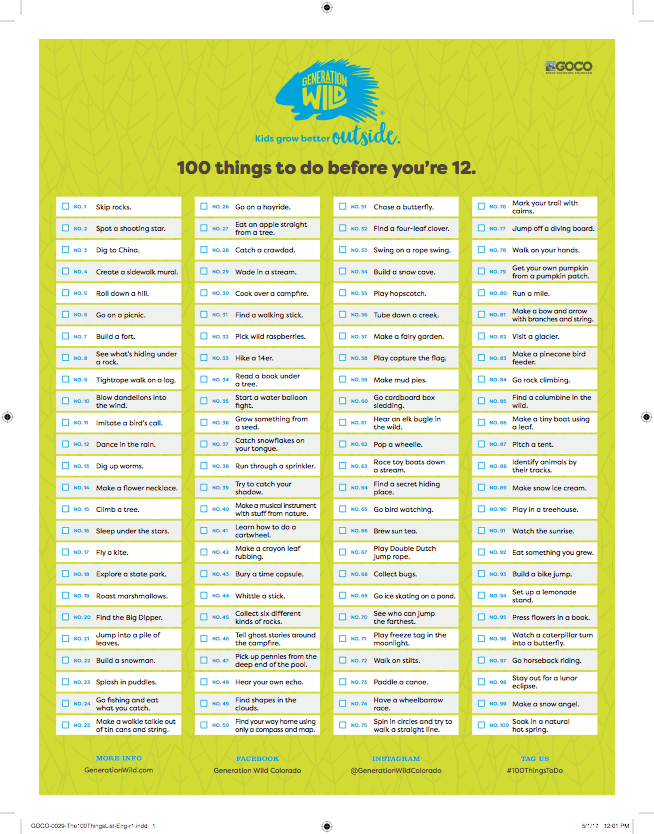 GENERATION
WILD
®
Kids grow better outside.
GOCO
GREAT OUTDOORS COLORADO
100 things to do before you're 12.
NO. 1 Skip rocks.
NO. 2 Spot a shooting star.
NO. 3 Dig to China.
NO. 4 Create a sidewalk mural.
NO. 5 Roll down a hill.
NO. 6 Go on a picnic.
NO. 7 Build a fort.
NO. 8 See what's hiding under
a rock.
NO. 9 Tightrope walk on a log.
NO. 10 Blow dandelions into
the wind.
NO. 11 Imitate a bird's call.
NO. 12 Dance in the rain.
NO. 13 Dig up worms.
NO. 14 Make a flower necklace.
NO. 15 Climb a tree.
NO. 16 Sleep under the stars.
NO. 17 Fly a kite.
NO. 18 Explore a state park.
NO. 19 Roast marshmallows.
NO. 20 Find the Big Dipper.
NO. 21 Jump into a pile of
leaves.
NO. 22 Build a snowman.
NO. 23 Splash in puddles.
NO. 24 Go fishing and eat
what you catch.
NO. 25 Make a walkie talkie out
of tin cans and string.
NO. 26 Go on a hayride.
NO. 27 Eat an apple straight
from a tree.
NO. 28 Catch a crawdad.
NO. 29 Wade in a stream.
NO. 30 Cook over a campfire.
NO. 31 Find a walking stick.
NO. 32 Pick wild raspberries.
NO. 33 Hike a 14er.
NO. 34 Read a book under
a tree.
NO. 35 Start a water balloon
fight.
NO. 36 Grow something from
a seed.
NO. 37 Catch snowflakes on
your tongue.
NO. 38 Run through a sprinkler.
NO. 39 Try to catch your
shadow.
NO. 40 Make a musical instrument
with stuff from nature.
NO. 41 Learn how to do a
cartwheel.
NO. 42 Make a crayon leaf
rubbing.
NO. 43 Bury a time capsule.
NO. 44 Whittle a stick.
NO. 45 Collect six different
kinds of rocks.
NO. 46 Tell ghost stories around
the campfire.
NO. 47 Pick up pennies from the
deep end of the pool.
NO. 48 Hear your own echo.
NO. 49 Find shapes in the
clouds.
NO. 50 Find your way home using
only a compass and map.
NO. 51 Chase a butterfly.
NO. 52 Find a four-leaf clover.
NO. 53 Swing on a rope swing.
NO. 54 Build a snow cave.
NO. 55 Play hopscotch.
NO. 56 Tube down a creek.
NO. 57 Make a fairy garden.
NO. 58 Play capture the flag.
NO. 59 Make mud pies.
NO. 60 Go cardboard box
sledding.
NO. 61 Hear an elk bugle in
the wild.
NO. 62 Pop a wheelie.
NO. 63 Race toy boats down
a stream.
NO. 64 Find a secret hiding
place.
NO. 65 Go bird watching.
NO. 66 Brew sun tea.
NO. 67 Play Double Dutch
jump rope.
NO. 68 Collect bugs.
NO. 69 Go ice skating on a pond.
NO. 70 See who can jump
the farthest.
NO. 71 Play freeze tag in the
moonlight.
NO. 72 Walk on stilts.
NO. 73 Paddle a canoe.
NO. 74 Have a wheelbarrow
race.
NO. 75 Spin in circles and try to
walk a straight line.
NO. 76 Mark your trail with
cairns.
NO. 77 Jump off a diving board.
NO. 78 Walk on your hands.
NO. 79 Get your own pumpkin
from a pumpkin patch.
NO. 80 Run a mile.
NO. 81 Make a bow and arrow
with branches and string.
NO. 82 Visit a glacier.
NO. 83 Make a pinecone bird
feeder.
NO. 84 Go rock climbing.
NO. 85 Find a columbine in the
wild.
NO. 86 Make a tiny boat using
a leaf.
NO. 87 Pitch a tent.
NO. 88 Identify animals by
their tracks.
NO. 89 Make snow ice cream.
NO. 90 Play in a treehouse.
NO. 91 Watch the sunrise.
NO. 92 Eat something you grew.
NO. 93 Build a bike jump.
NO. 94 Set up a lemonade
stand.
NO. 95 Press flowers in a book.
NO. 96 Watch a caterpillar turn
into a butterfly.
NO. 97 Go horseback riding.
NO. 98 Stay out for a lunar
eclipse.
NO. 99 Make a snow angel.
NO. 100 Soak in a natural
hot spring.
MORE INFO
GenerationWild.com
FACEBOOK
Generation Wild Colorado
INSTAGRAM
@GenerationWildColorado
TAG US
#100ThingsToDo
GOCO-0029-The100ThingsList-Eng-r1.indd 1
5/1/17 12:01 PM